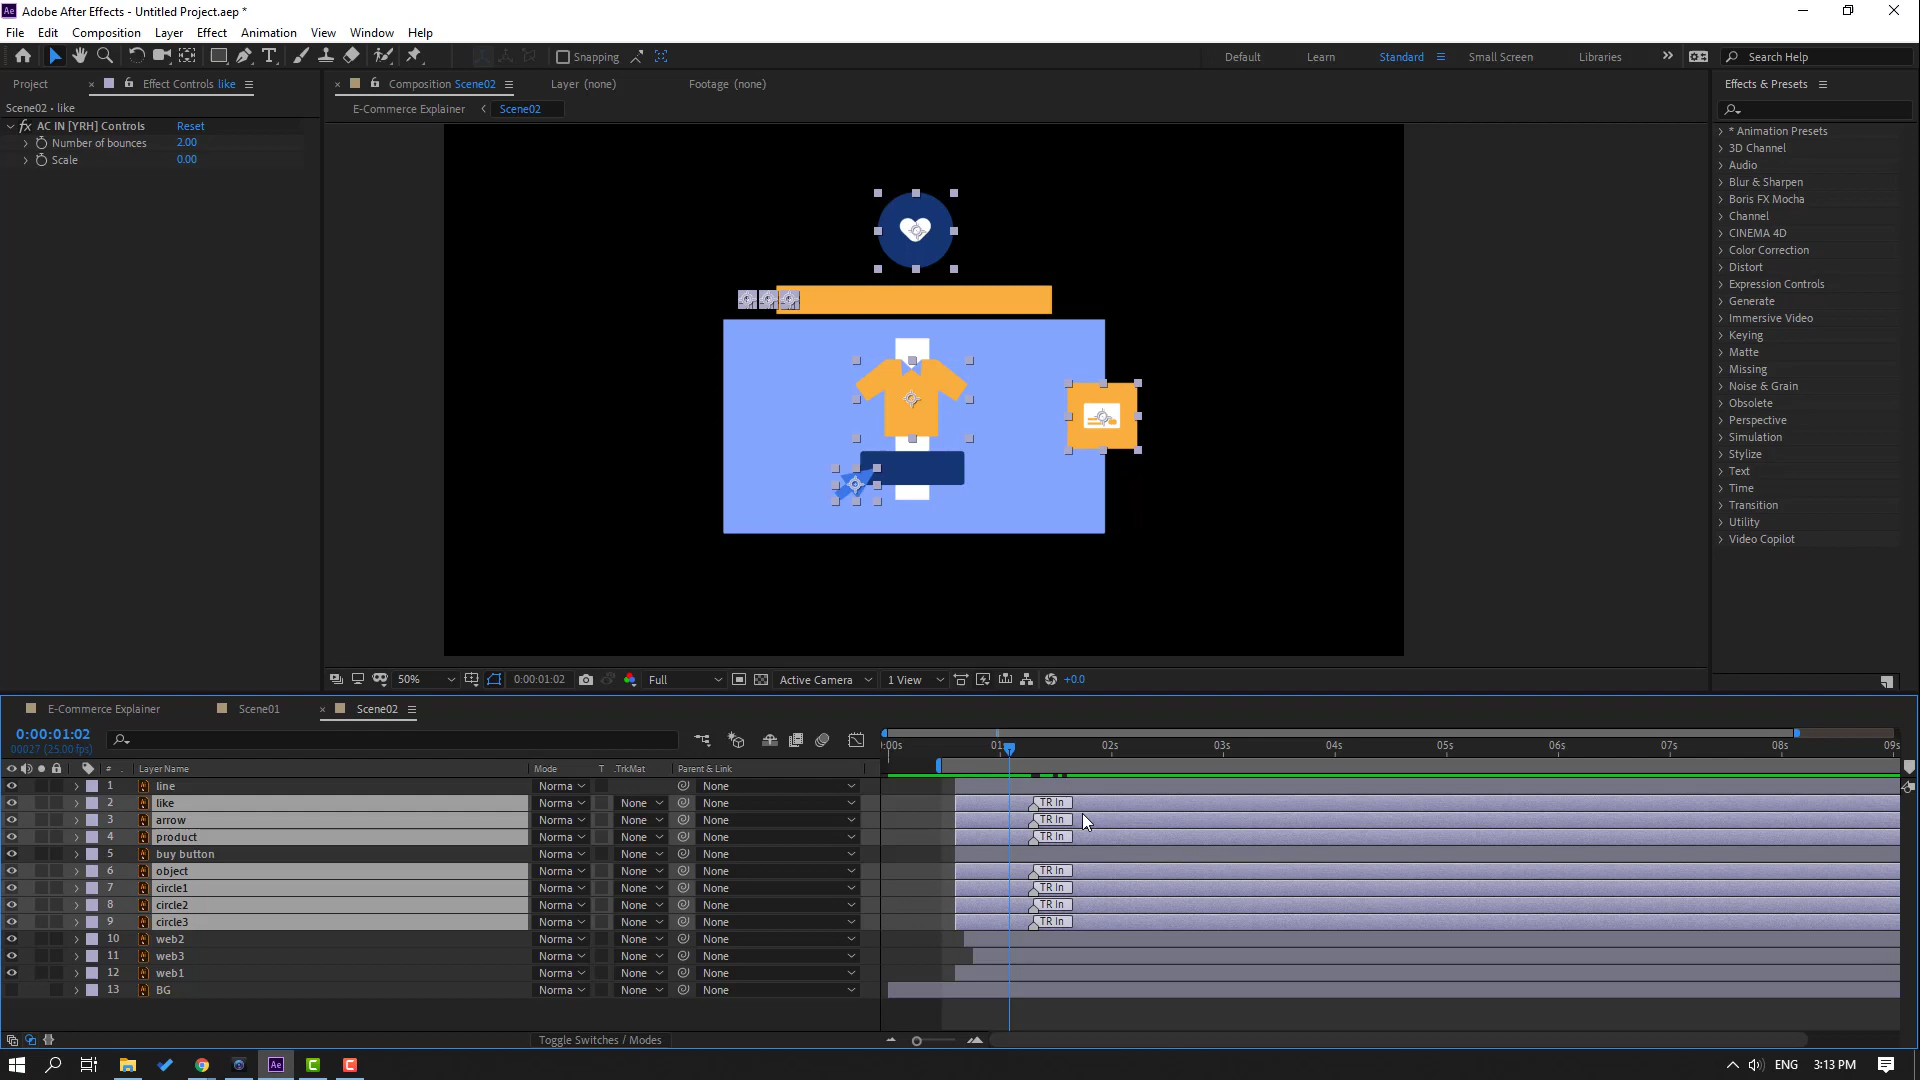 Adobe After Effects - Untitled Project.aep *
File Edit Composition Layer Effect Animation View Window Help
Snapping
Default Learn Standard Small Screen Libraries
Search Help
Project Effect Controls like
Composition Scene02 Layer (none) Footage (none)
Effects & Presets
Scene02 • like
E-Commerce Explainer Scene02
fx AC IN [YRH] Controls Reset
Number of bounces 2.00
Scale 0.00
* Animation Presets
3D Channel
Audio
Blur & Sharpen
Boris FX Mocha
Channel
CINEMA 4D
Color Correction
Distort
Expression Controls
Generate
Immersive Video
Keying
Matte
Missing
Noise & Grain
Obsolete
Perspective
Simulation
Stylize
Text
Time
Transition
Utility
Video Copilot
50% 0:00:01:02 Full Active Camera 1 View +0.0
E-Commerce Explainer Scene01 Scene02
0:00:01:02
00027 (25.00 fps)
:00s 02s 03s 04s 05s 06s 07s 08s 09s
# Layer Name Mode T .TrkMat Parent & Link
1 line Norma None
2 like Norma None None TR In
3 arrow Norma None None TR In
4 product Norma None None TR In
5 buy button Norma None None
6 object Norma None None TR In
7 circle1 Norma None None TR In
8 circle2 Norma None None TR In
9 circle3 Norma None None TR In
10 web2 Norma None None
11 web3 Norma None None
12 web1 Norma None None
13 BG Norma None None
Toggle Switches / Modes
Ae ENG 3:13 PM